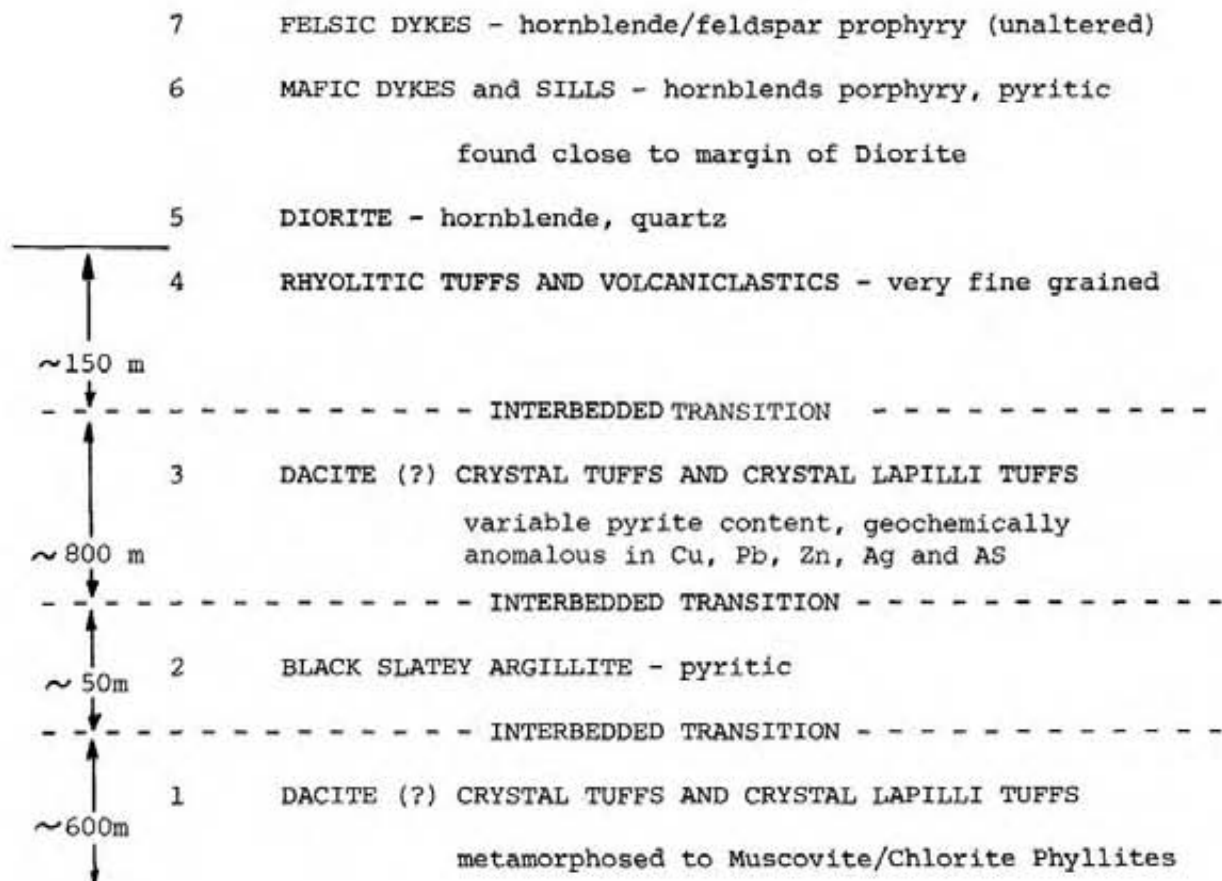 7 FELSIC DYKES - hornblende/feldspar prophyry (unaltered)
6 MAFIC DYKES and SILLS - hornblends porphyry, pyritic
found close to margin of Diorite
5 DIORITE - hornblende, quartz
4 RHYOLITIC TUFFS AND VOLCANICLASTICS - very fine grained
~150 m
INTERBEDDED TRANSITION
3 DACITE (?) CRYSTAL TUFFS AND CRYSTAL LAPILLI TUFFS
variable pyrite content, geochemically
~800 m anomalous in Cu, Pb, Zn, Ag and AS
INTERBEDDED TRANSITION
~ 50m 2 BLACK SLATEY ARGILLITE - pyritic
INTERBEDDED TRANSITION
1 DACITE (?) CRYSTAL TUFFS AND CRYSTAL LAPILLI TUFFS
~600m
metamorphosed to Muscovite/Chlorite Phyllites